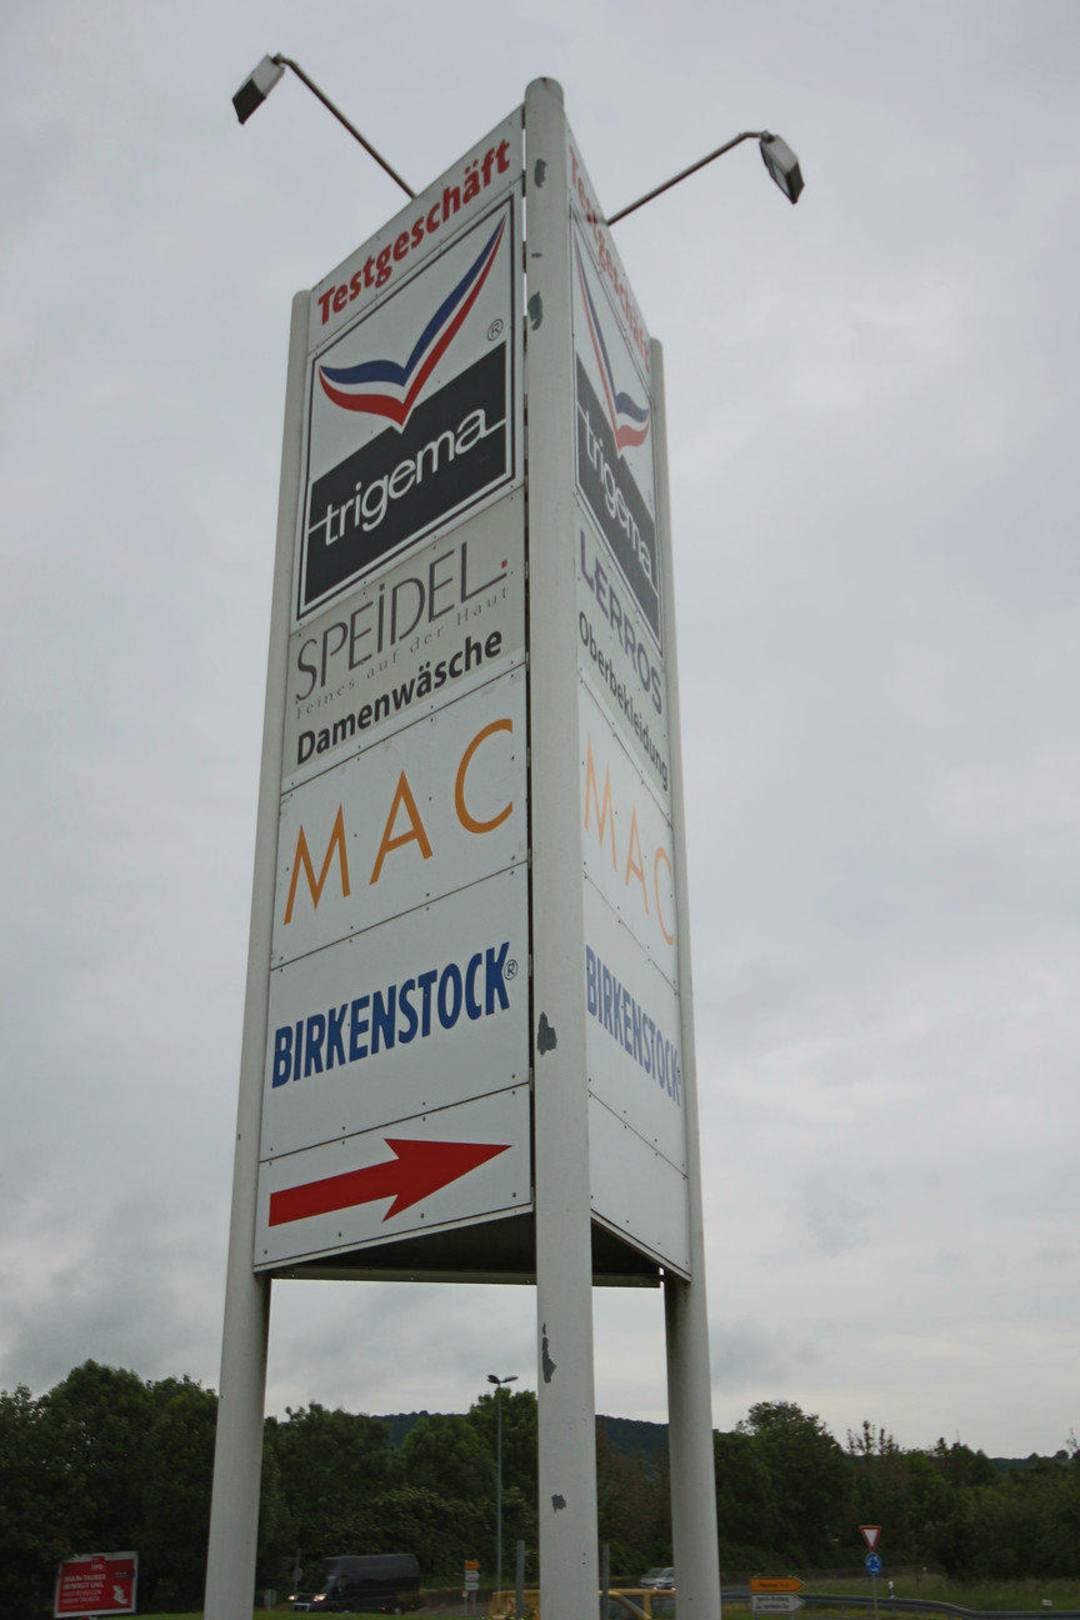 Testgeschäft
®
trigema
SPEiDEL.
Feines auf der Haut
Damenwäsche
MAC
BIRKENSTOCK®
Testgeschäft
trigema
LERROS
Oberbekleidung
MAC
BIRKENSTOCK®